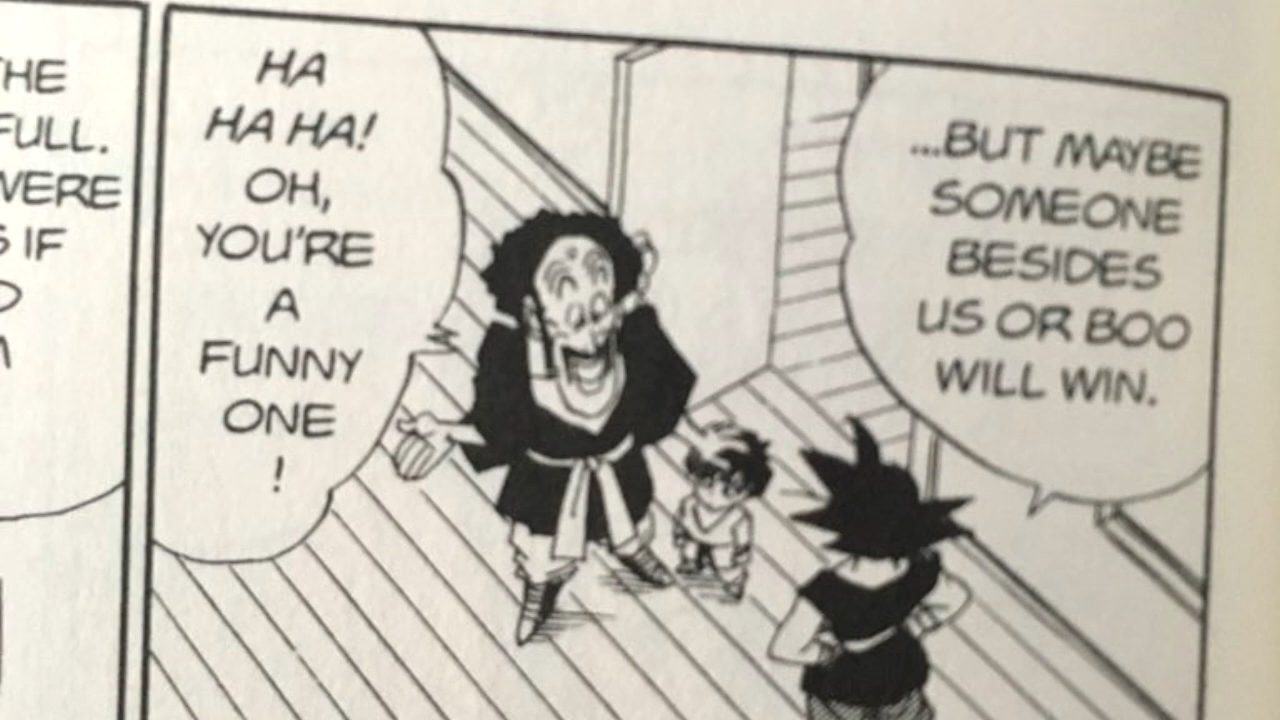 ...BUT MAYBE
SOMEONE
BESIDES
US OR BOO
WILL WIN.
HA
HA HA!
OH,
YOU'RE
A
FUNNY
ONE
!
THE
FULL.
WERE
IF